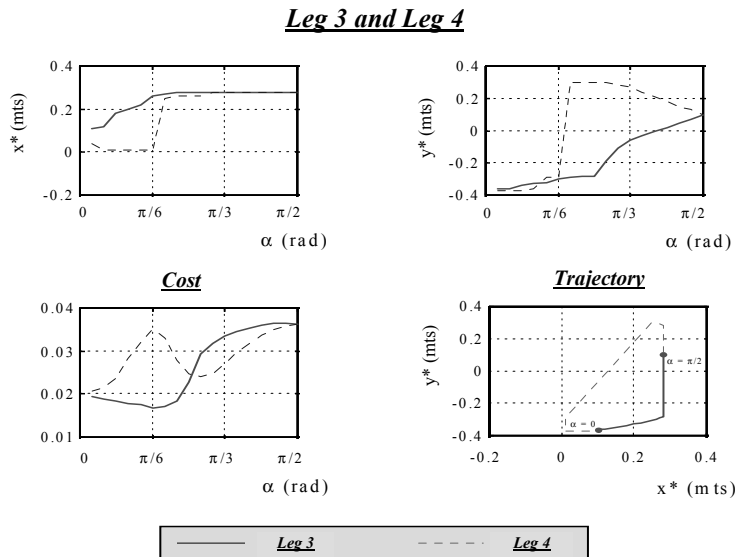 Leg 3 and Leg 4
0.4
0.2
0
-0.2
x* (mts)
0
π/6
π/3
π/2
α (rad)
0.4
0.2
0
-0.2
-0.4
y* (mts)
0
π/6
π/3
π/2
α (rad)
Cost
0.04
0.03
0.02
0.01
0
π/6
π/3
π/2
α (rad)
Trajectory
0.4
0.2
0
-0.2
-0.4
y* (mts)
α = π/2
α = 0
-0.2
0
0.2
0.4
x* (m ts)
Leg 3
Leg 4